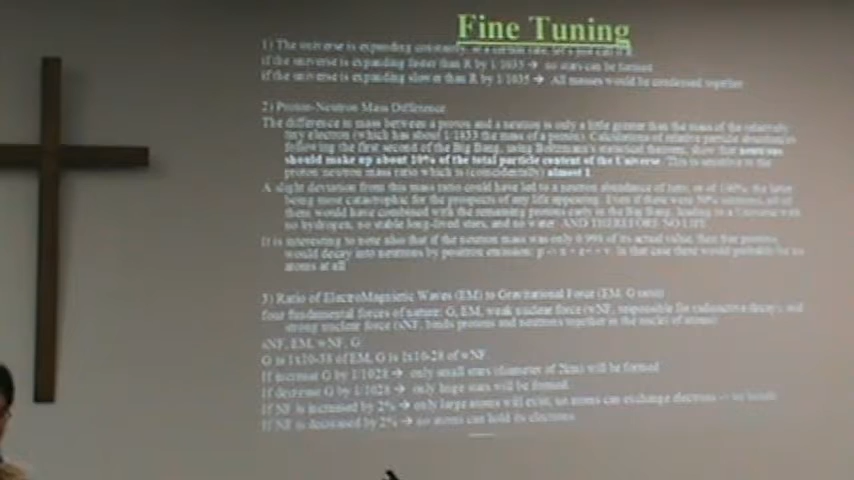 Fine Tuning
1) The universe is expanding constantly, at a certain rate, let's just call it R
if the universe is expanding faster than R by 1/1035 → no stars can be formed
if the universe is expanding slower than R by 1/1035 → All masses would be condensed together
2) Proton-Neutron Mass Difference
The difference in mass between a proton and a neutron is only a little greater than the mass of the relatively
tiny electron (which has about 1/1833 the mass of a proton). Calculations of relative particle abundances
following the first second of the Big Bang, using Boltzmann's statistical theorem, show that neutrons
should make up about 10% of the total particle content of the Universe. This is sensitive to the
proton neutron mass ratio which is (coincidentally) almost 1.
A slight deviation from this mass ratio could have led to a neutron abundance of zero, or of 100%, the latter
being most catastrophic for the prospects of any life appearing. Even if there were 50% neutrons, all of
them would have combined with the remaining protons early in the Big Bang, leading to a Universe with
no hydrogen, no stable long-lived stars, and no water. AND THEREFORE NO LIFE
It is interesting to note also that if the neutron mass was only 0.998 of its actual value, then free protons
would decay into neutrons by positron emission: In that case there would probably be no
atoms at all
3) Ratio of ElectroMagnetic Waves (EM) to Gravitational Force (EM: G ratio)
four fundamental forces of nature: G, EM, weak nuclear force (wNF, responsible for radioactive decay), and
strong nuclear force (sNF, binds protons and neutrons together in the nuclei of atoms)
sNF, EM, wNF, G
G is 1x10-38 of EM, G is 1x10-28 of wNF
If increase G by 1/1028 → only small stars (diameter of 2km) will be formed
If decrease G by 1/1028 → only huge stars will be formed.
If NF is increased by 2% → only large atoms will exist, no atoms can exchange electrons
If NF is decreased by 2% → no atoms can hold its electrons